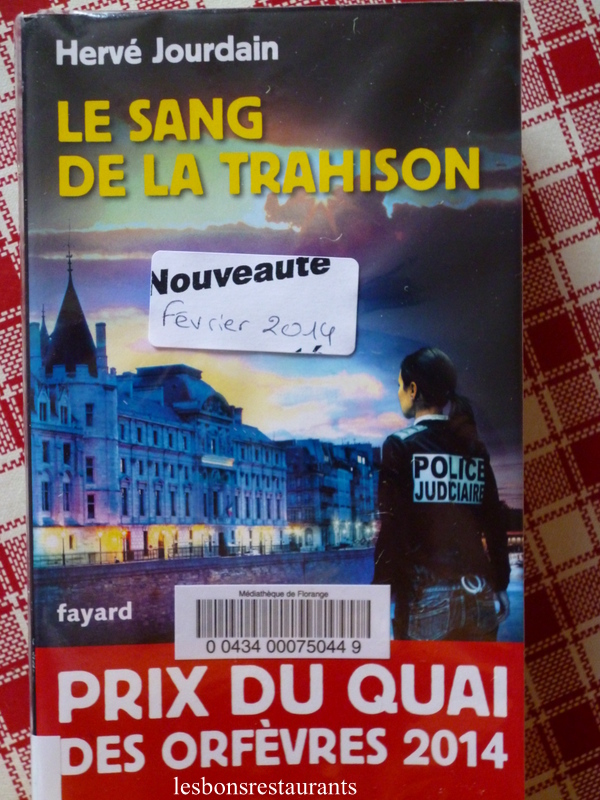 Hervé Jourdain
LE SANG
DE LA TRAHISON
Nouveauté
Février 2014
POLICE
JUDICIAIRE
Médiathèque de Florange
0 0434 00075044 9
fayard
PRIX DU QUAI
DES ORFÈVRES 2014
lesbonsrestaurants